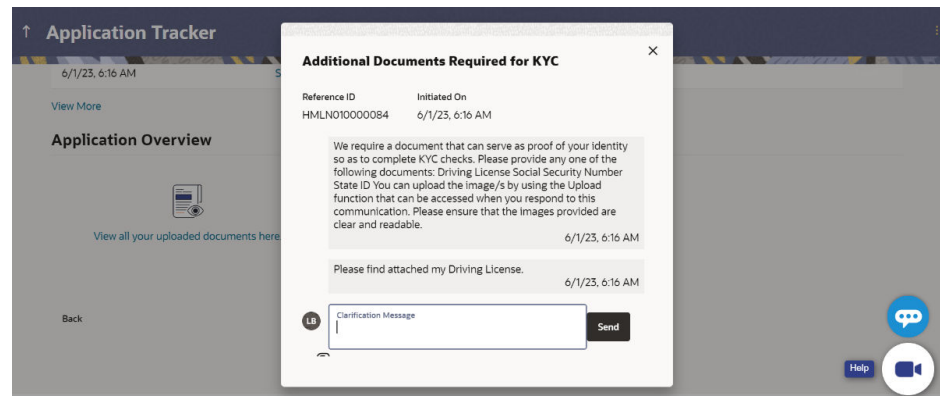 Application Tracker
6/1/23, 6:16 AM
S
View More
Application Overview
View all your uploaded documents here
Back
Additional Documents Required for KYC
Reference ID
Initiated On
HMLN010000084
6/1/23, 6:16 AM
We require a document that can serve as proof of your identity
so as to complete KYC checks. Please provide any one of the
following documents: Driving License Social Security Number
State ID You can upload the image/s by using the Upload
function that can be accessed when you respond to this
communication. Please ensure that the images provided are
clear and readable.
6/1/23, 6:16 AM
Please find attached my Driving License.
6/1/23, 6:16 AM
LB
Clarification Message
Send
Help